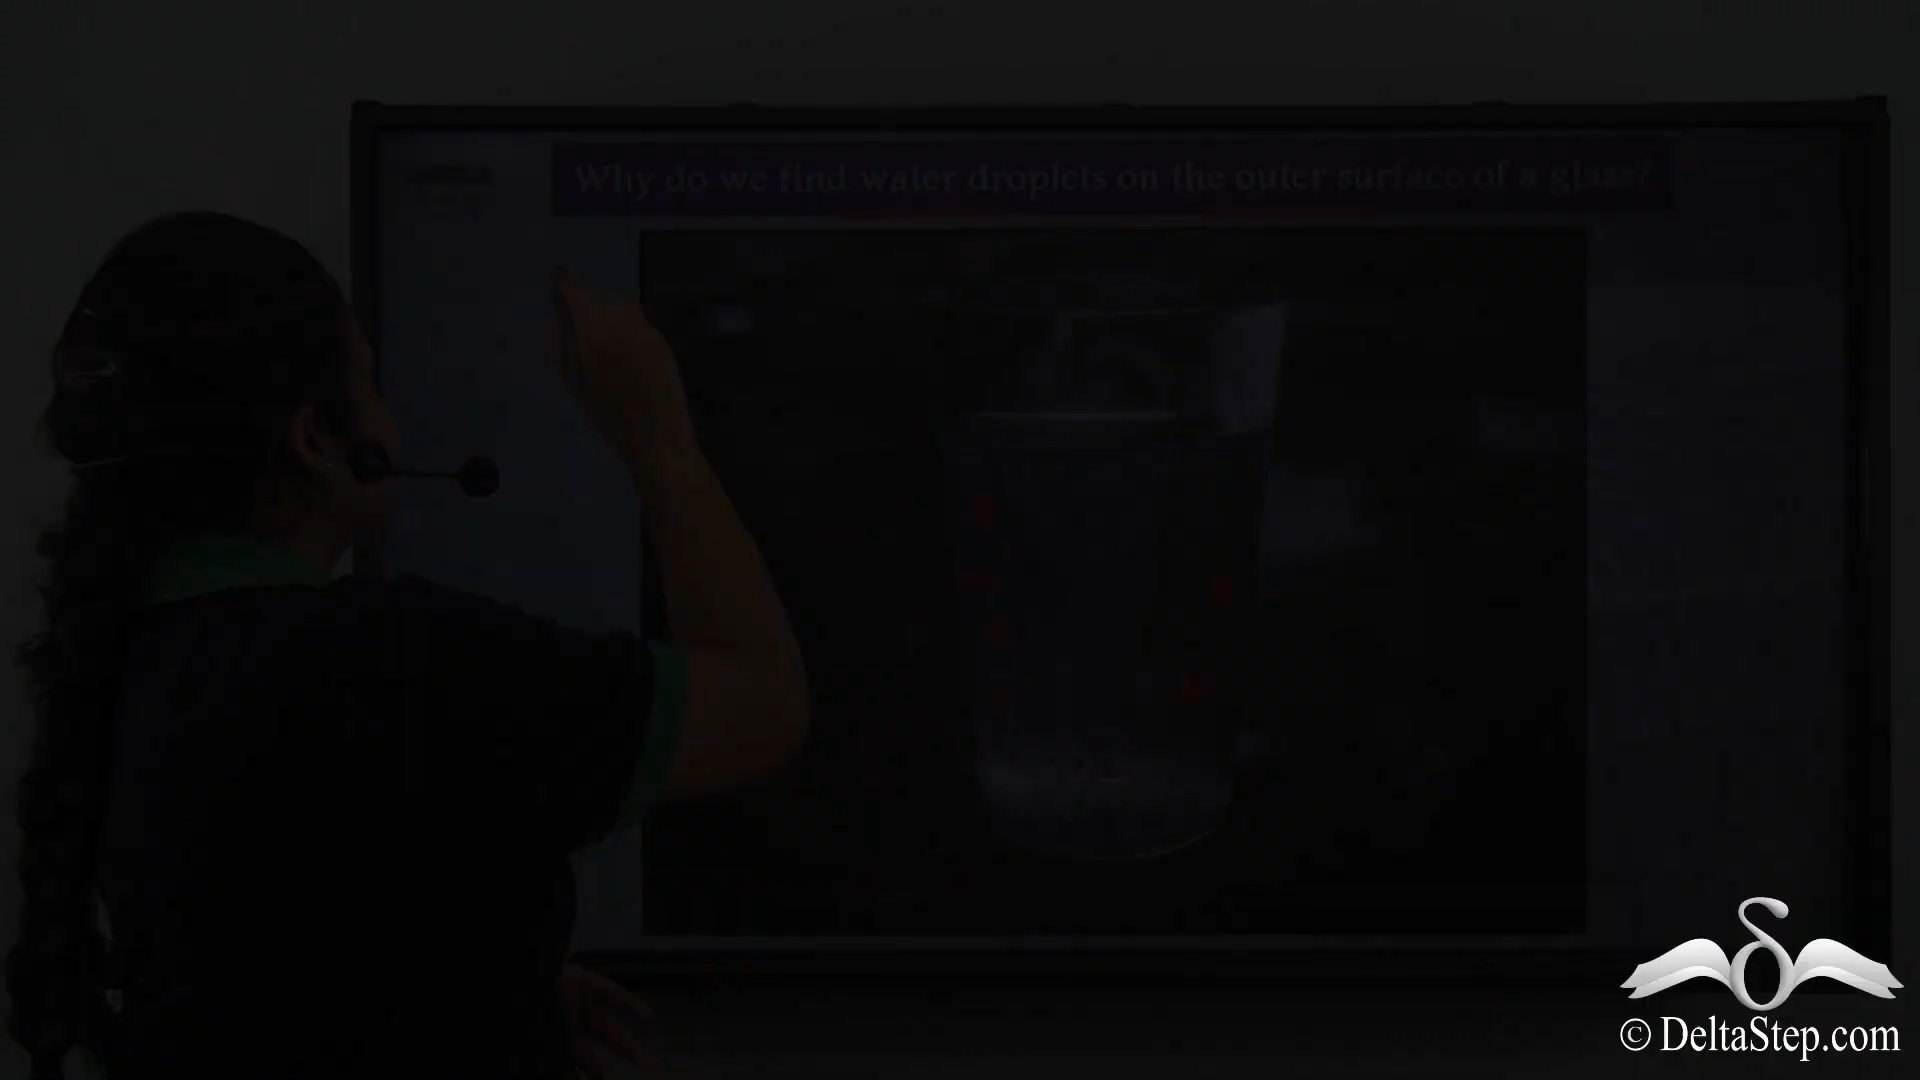 Why do we find water droplets on the outer surface of a glass?
© DeltaStep.com